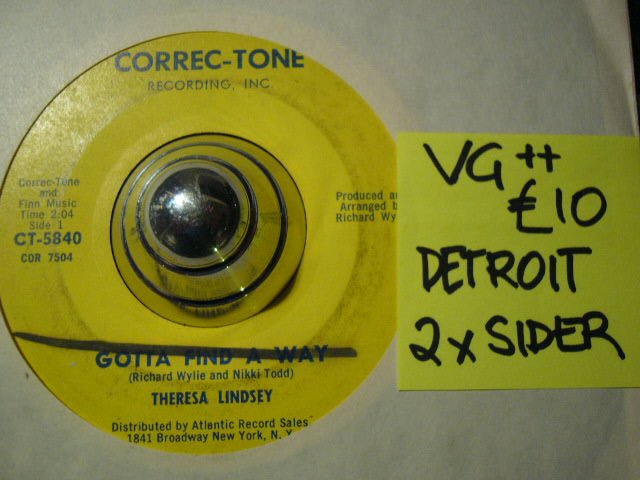 CORREC-TONE
RECORDING, INC.
Correc-Tone
and
Finn Music
Time 2:04
Side 1
CT-5840
COR 7504
Produced
Arranged
Richard
GOTTA FIND A WAY
(Richard Wylie and Nikki Todd)
THERESA LINDSEY
Distributed by Atlantic Record Sales
1841 Broadway New York, N. Y.
VG++
£10
DETROIT
2x SIDER